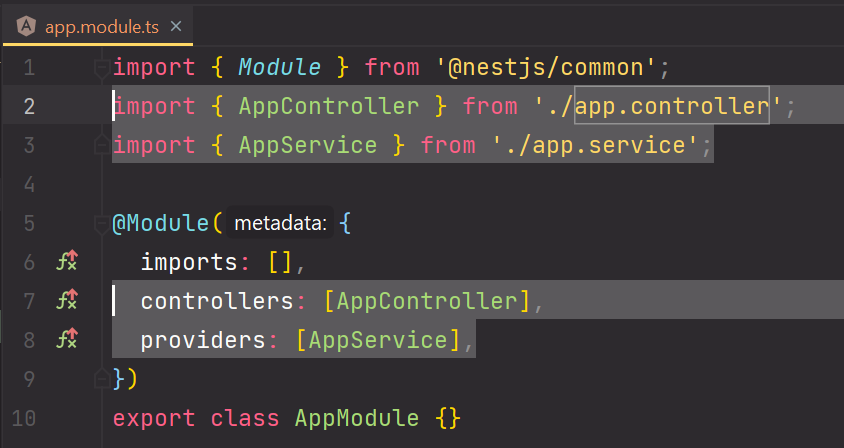 app.module.ts ×
1 import { Module } from '@nestjs/common';
2 import { AppController } from './app.controller';
3 import { AppService } from './app.service';
4
5 @Module( metadata: {
6   imports: [],
7   controllers: [AppController],
8   providers: [AppService],
9 })
10 export class AppModule {}